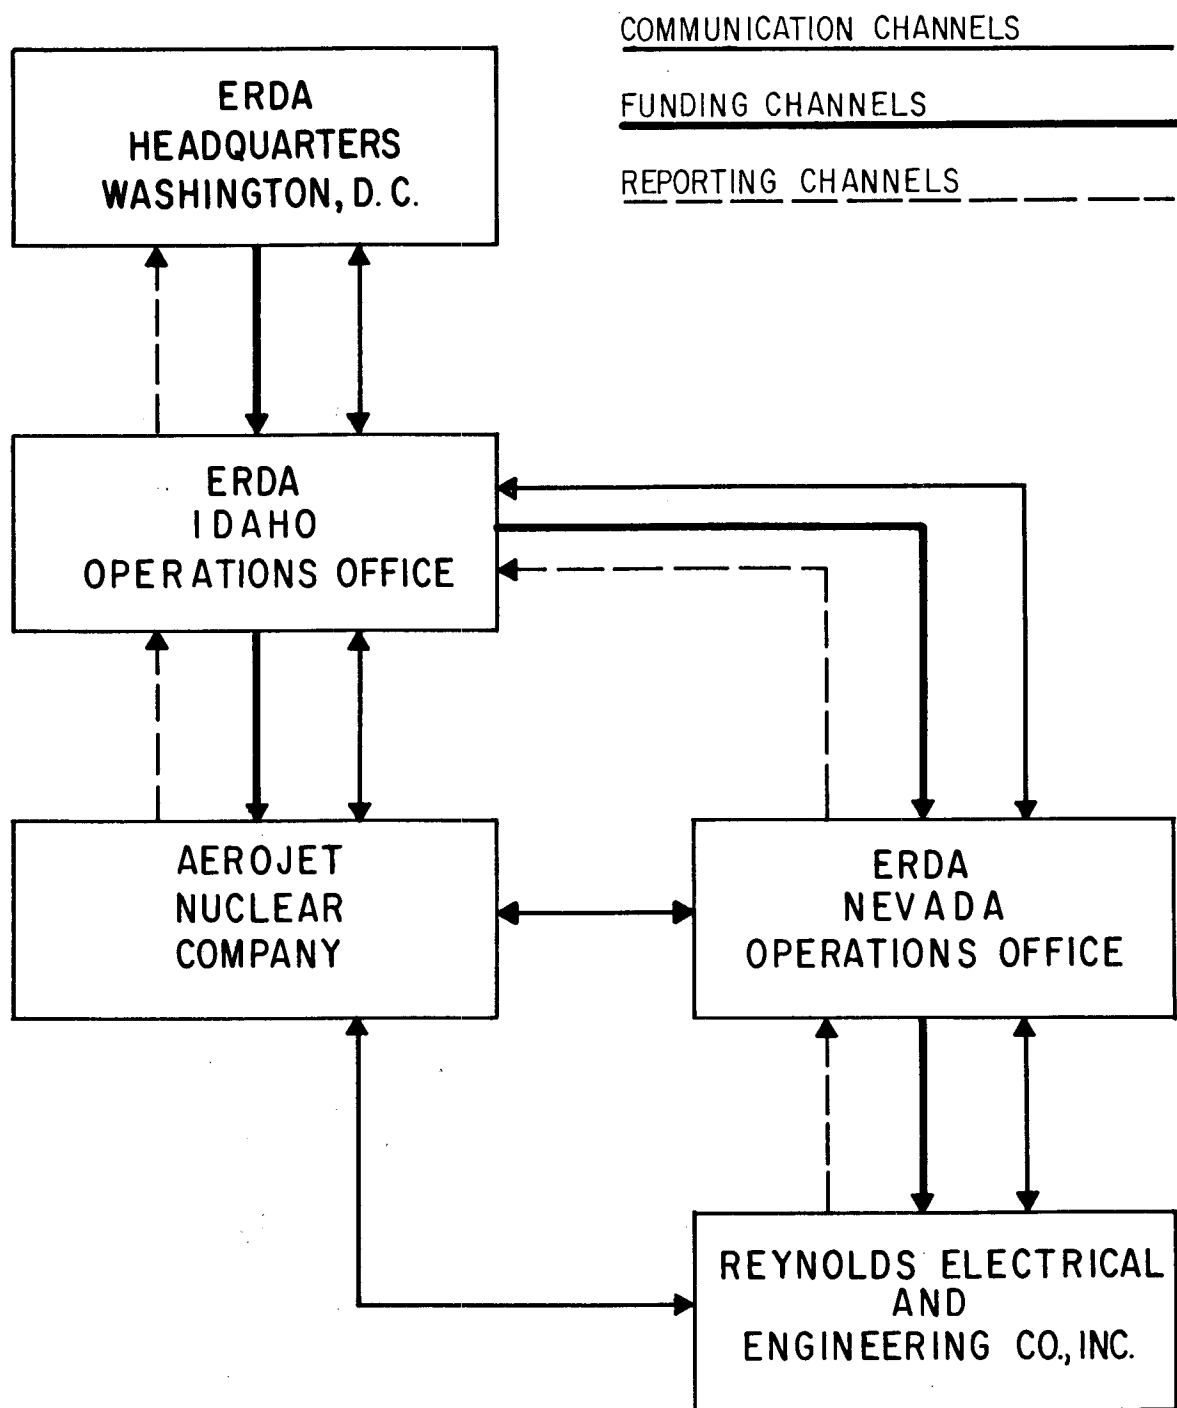 COMMUNICATION CHANNELS
FUNDING CHANNELS
REPORTING CHANNELS
ERDA
HEADQUARTERS
WASHINGTON, D. C.
ERDA
IDAHO
OPERATIONS OFFICE
AEROJET
NUCLEAR
COMPANY
ERDA
NEVADA
OPERATIONS OFFICE
REYNOLDS ELECTRICAL
AND
ENGINEERING CO., INC.